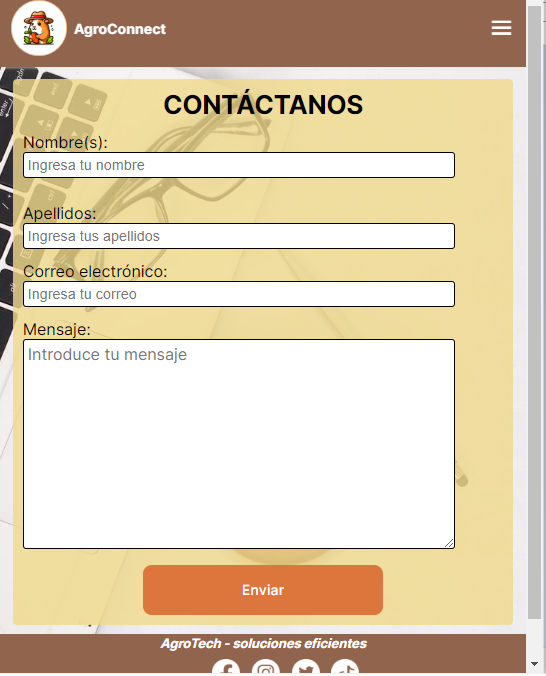 AgroConnect
CONTÁCTANOS
Nombre(s):
Ingresa tu nombre
Apellidos:
Ingresa tus apellidos
Correo electrónico:
Ingresa tu correo
Mensaje:
Introduce tu mensaje
Enviar
AgroTech - soluciones eficientes